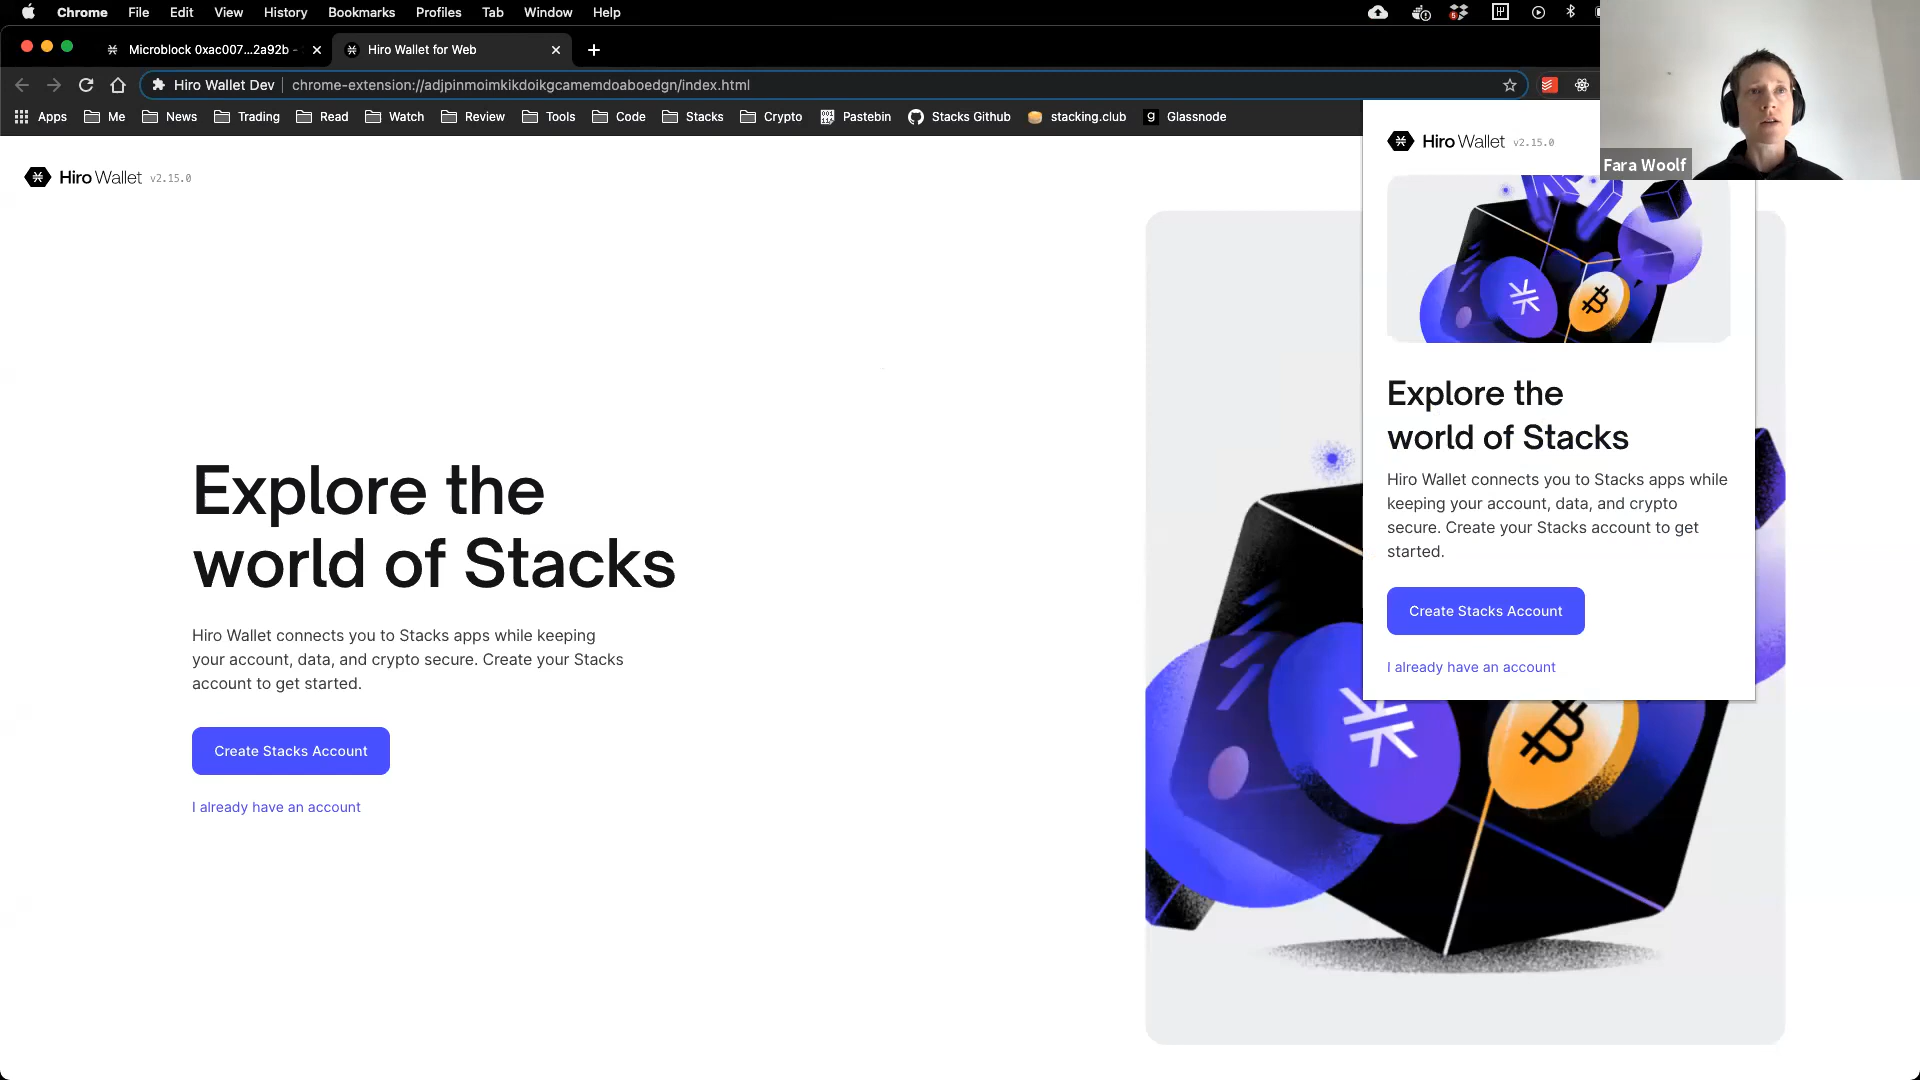 Chrome File Edit View History Bookmarks Profiles Tab Window Help
Microblock 0xac007...2a92b -
Hiro Wallet for Web
Hiro Wallet Dev chrome-extension://adjpinmoimkikdoikgcamemdoaboedgn/index.html
Apps Me News Trading Read Watch Review Tools Code Stacks Crypto Pastebin Stacks Github stacking.club g Glassnode
Fara Woolf
Hiro Wallet v2.15.0
Explore the
world of Stacks
Hiro Wallet connects you to Stacks apps while keeping
your account, data, and crypto secure. Create your Stacks
account to get started.
Create Stacks Account
I already have an account
Hiro Wallet v2.15.0
Explore the
world of Stacks
Hiro Wallet connects you to Stacks apps while
keeping your account, data, and crypto
secure. Create your Stacks account to get
started.
Create Stacks Account
I already have an account